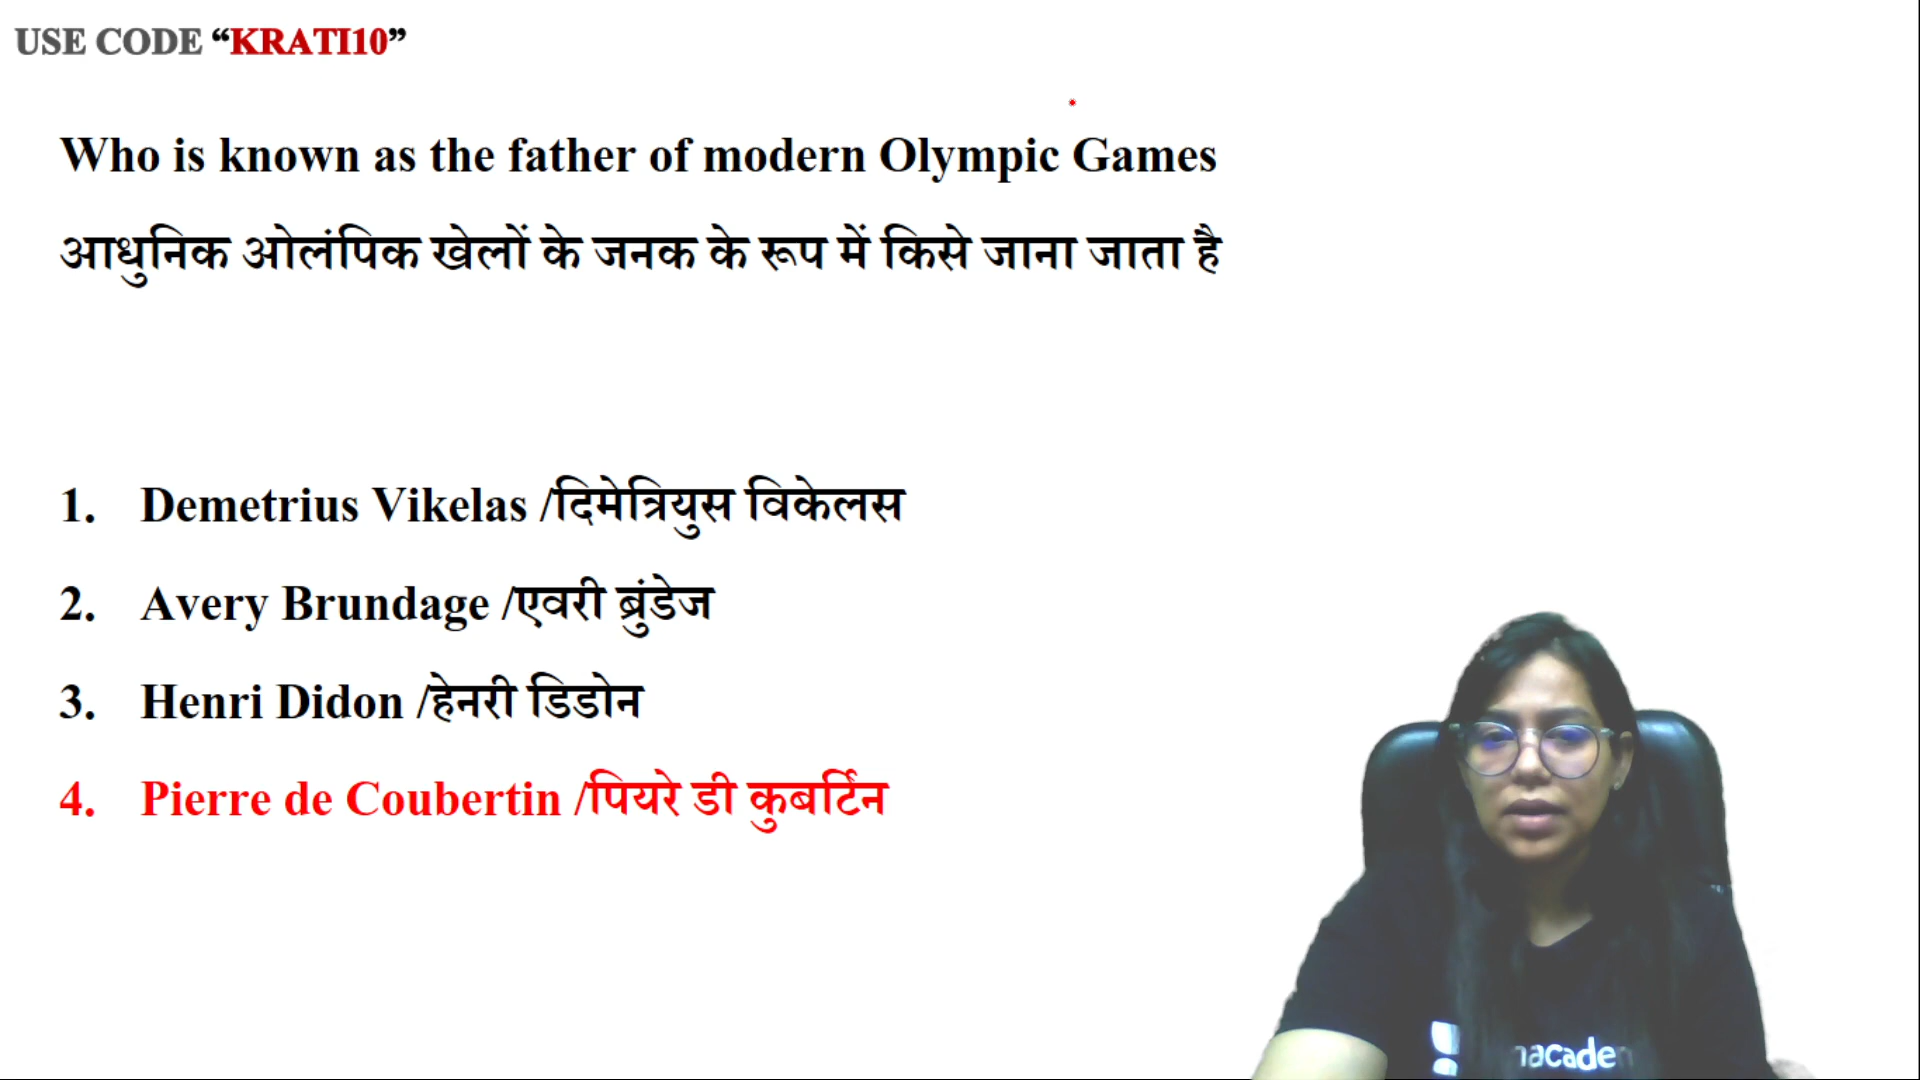 USE CODE “KRATI10”
Who is known as the father of modern Olympic Games
आधुनिक ओलंपिक खेलों के जनक के रूप में किसे जाना जाता है
1. Demetrius Vikelas /दिमेत्रियुस विकेलस
2. Avery Brundage /एवरी ब्रुंडेज
3. Henri Didon /हेनरी डिडोन
4. Pierre de Coubertin /पियरे डी कुबर्टिन